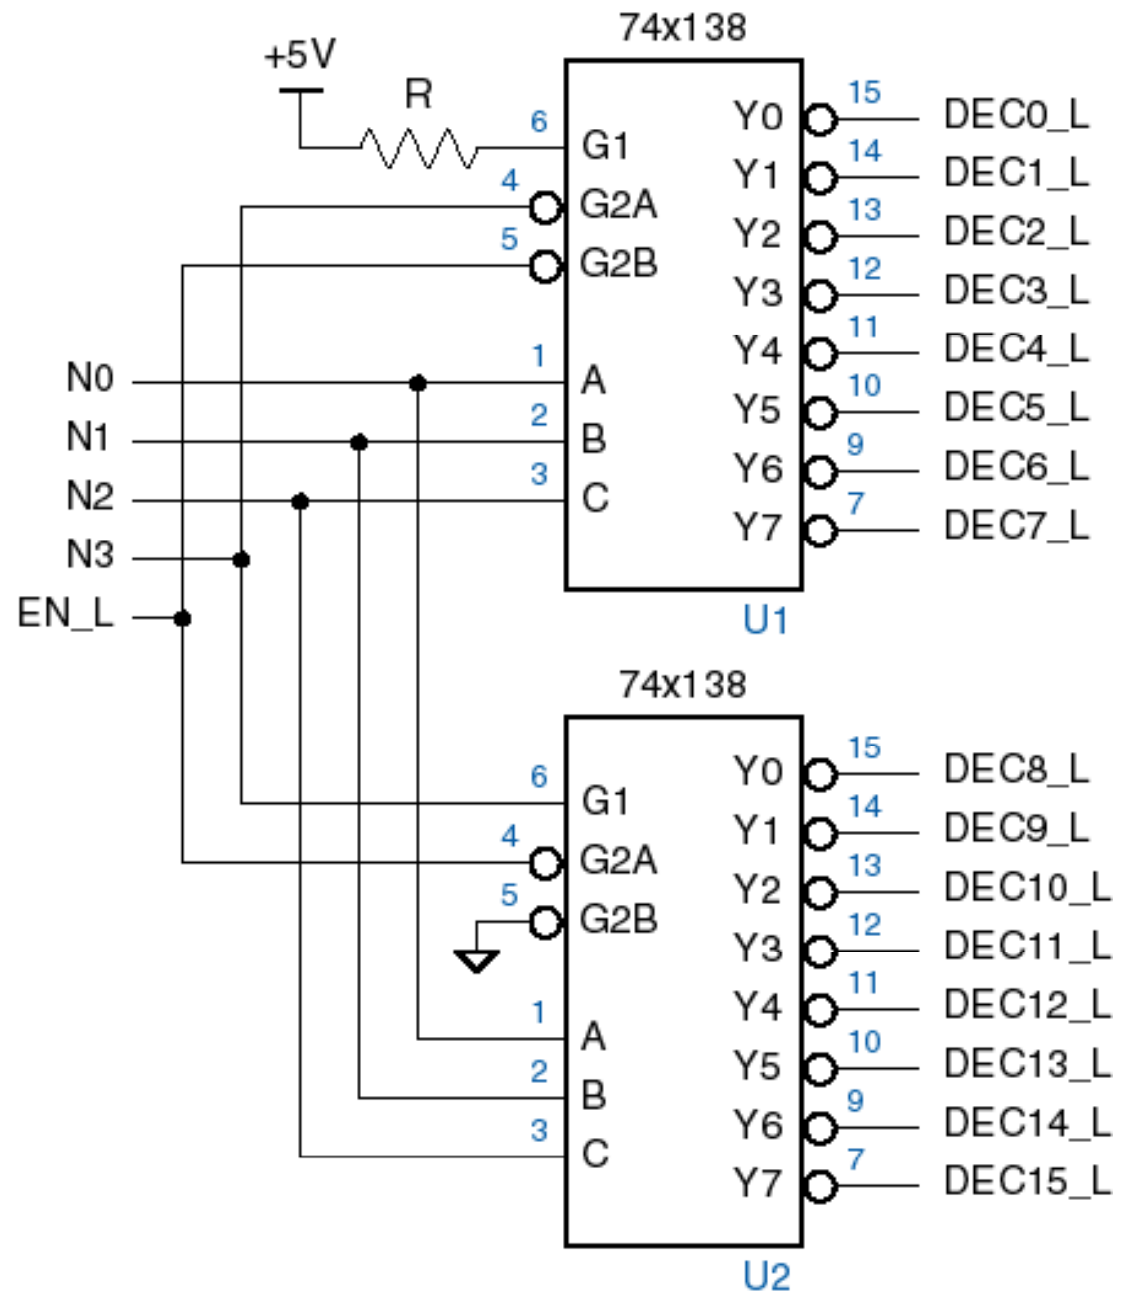 74x138
+5V
R
6 G1
4 G2A
5 G2B
N0 1 A
N1 2 B
N2 3 C
N3
EN_L
Y0 15 DEC0_L
Y1 14 DEC1_L
Y2 13 DEC2_L
Y3 12 DEC3_L
Y4 11 DEC4_L
Y5 10 DEC5_L
Y6 9 DEC6_L
Y7 7 DEC7_L
U1
74x138
6 G1
4 G2A
5 G2B
1 A
2 B
3 C
Y0 15 DEC8_L
Y1 14 DEC9_L
Y2 13 DEC10_L
Y3 12 DEC11_L
Y4 11 DEC12_L
Y5 10 DEC13_L
Y6 9 DEC14_L
Y7 7 DEC15_L
U2